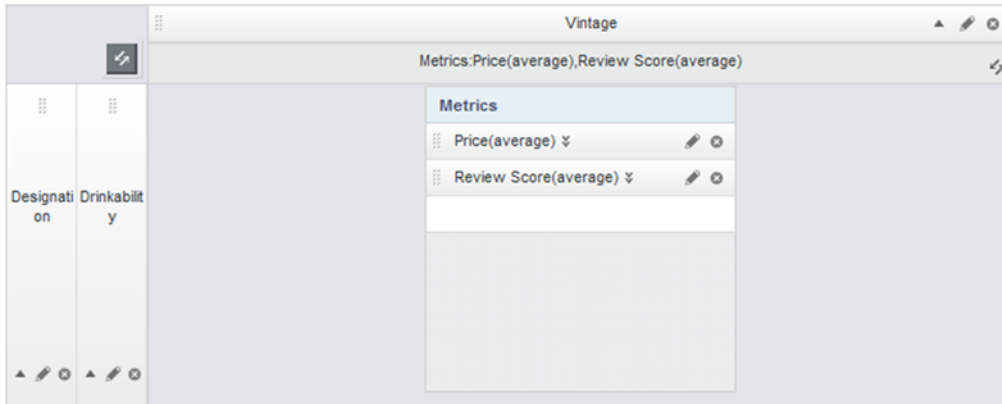 Vintage
Metrics:Price(average),Review Score(average)
Metrics
Price(average)
Review Score(average)
Designati
on
Drinkabilit
y